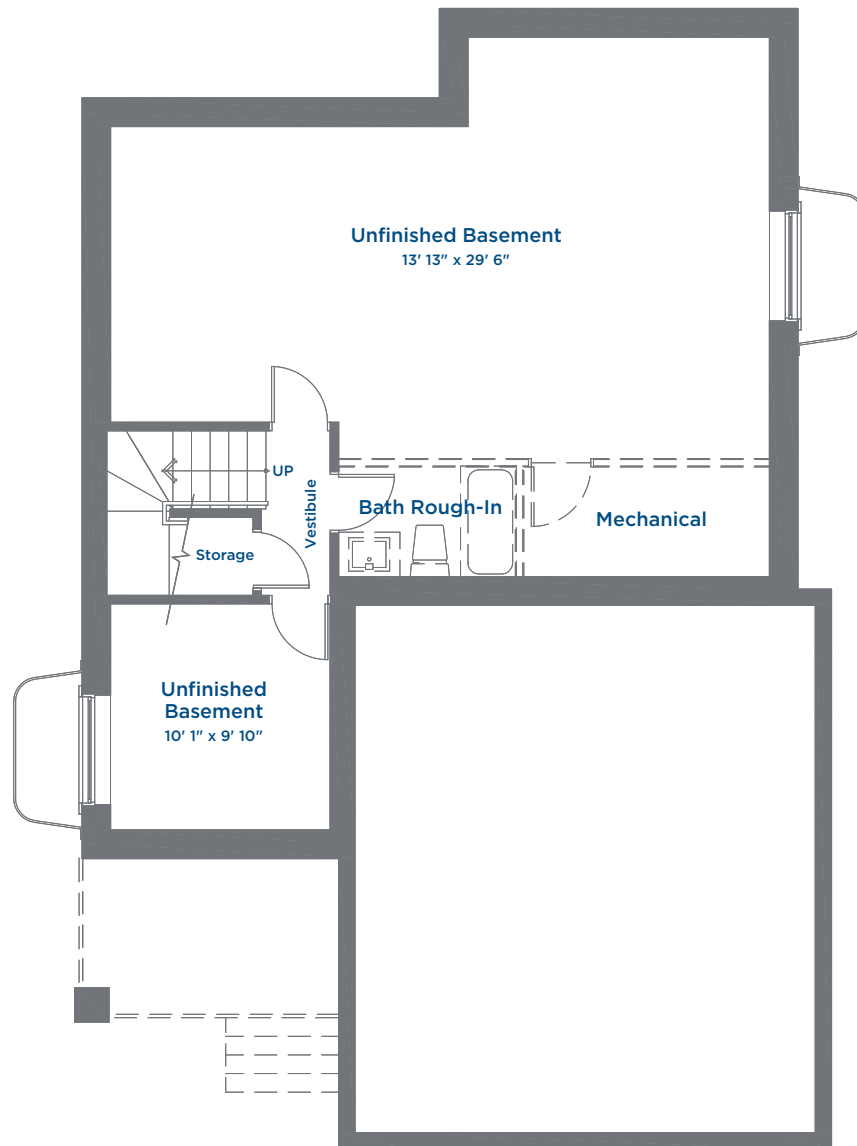 Unfinished Basement
13' 13" x 29' 6"
UP
Vestibule
Bath Rough-In
Mechanical
Storage
Unfinished
Basement
10' 1" x 9' 10"